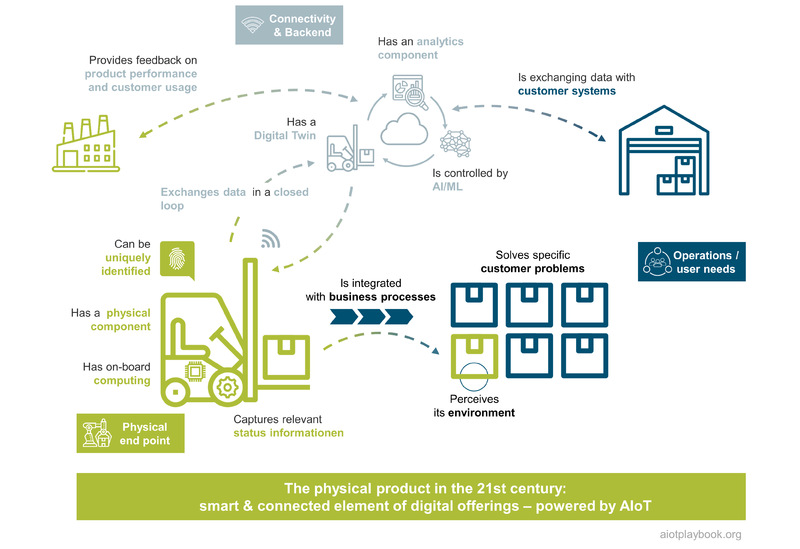 Connectivity
& Backend
Has an analytics
component
Provides feedback on
product performance
and customer usage
Is exchanging data with
customer systems
Has a
Digital Twin
Is controlled by
AI/ML
Exchanges data in a closed
loop
Can be
uniquely
identified
Solves specific
customer problems
Operations /
user needs
Is integrated
with business processes
Has a physical
component
Has on-board
computing
Perceives
its environment
Captures relevant
status informationen
Physical
end point
The physical product in the 21st century:
smart & connected element of digital offerings – powered by AIoT
aiotplaybook.org